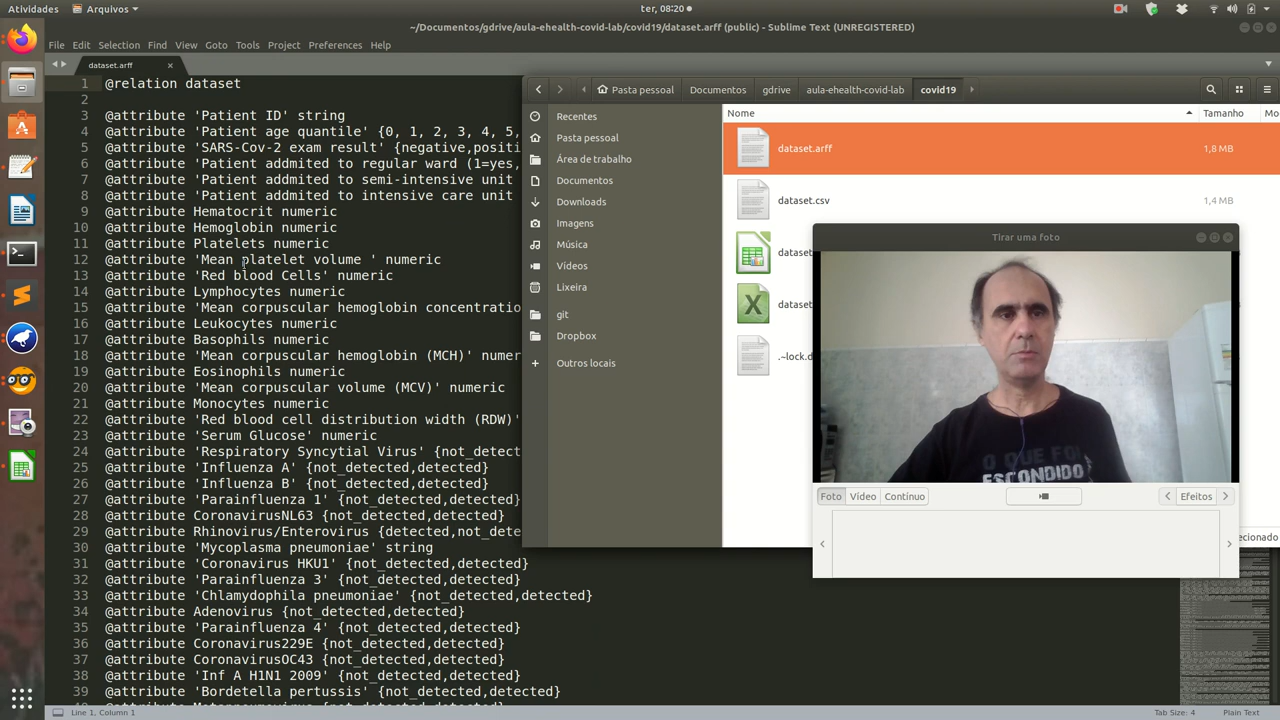 Atividades
Arquivos
ter, 08:20
~/Documentos/gdrive/aula-ehealth-covid-lab/covid19/dataset.arff (public) - Sublime Text (UNREGISTERED)
File Edit Selection Find View Goto Tools Project Preferences Help
dataset.arff
1 @relation dataset
2
3 @attribute 'Patient ID' string
4 @attribute 'Patient age quantile' {0, 1, 2, 3, 4, 5,
5 @attribute 'SARS-Cov-2 exam result' {negative,positi
6 @attribute 'Patient addmited to regular ward (1=yes,
7 @attribute 'Patient addmited to semi-intensive unit
8 @attribute 'Patient addmited to intensive care unit
9 @attribute Hematocrit numeric
10 @attribute Hemoglobin numeric
11 @attribute Platelets numeric
12 @attribute 'Mean platelet volume ' numeric
13 @attribute 'Red blood Cells' numeric
14 @attribute Lymphocytes numeric
15 @attribute 'Mean corpuscular hemoglobin concentratio
16 @attribute Leukocytes numeric
17 @attribute Basophils numeric
18 @attribute 'Mean corpuscular hemoglobin (MCH)' numer
19 @attribute Eosinophils numeric
20 @attribute 'Mean corpuscular volume (MCV)' numeric
21 @attribute Monocytes numeric
22 @attribute 'Red blood cell distribution width (RDW)'
23 @attribute 'Serum Glucose' numeric
24 @attribute 'Respiratory Syncytial Virus' {not_detect
25 @attribute 'Influenza A' {not_detected,detected}
26 @attribute 'Influenza B' {not_detected,detected}
27 @attribute 'Parainfluenza 1' {not_detected,detected}
28 @attribute CoronavirusNL63 {not_detected,detected}
29 @attribute Rhinovirus/Enterovirus {detected,not_dete
30 @attribute 'Mycoplasma pneumoniae' string
31 @attribute 'Coronavirus HKU1' {not_detected,detected}
32 @attribute 'Parainfluenza 3' {not_detected,detected}
33 @attribute 'Chlamydophila pneumoniae' {not_detected,detected}
34 @attribute Adenovirus {not_detected,detected}
35 @attribute 'Parainfluenza 4' {not_detected,detected}
36 @attribute Coronavirus229E {not_detected,detected}
37 @attribute CoronavirusOC43 {not_detected,detected}
38 @attribute 'Inf A H1N1 2009' {not_detected,detected}
39 @attribute 'Bordetella pertussis' {not_detected,detected}
Line 1, Column 1
Tab Size: 4
Plain Text
Pasta pessoal
Documentos
gdrive
aula-ehealth-covid-lab
covid19
Recentes
Pasta pessoal
Área de trabalho
Documentos
Downloads
Imagens
Música
Vídeos
Lixeira
git
Dropbox
Outros locais
Nome
Tamanho
Mo
dataset.arff
1,8 MB
dataset.csv
1,4 MB
dataset
dataset
.~lock.d
ecionado
Tirar uma foto
O QUE FOI
ESCONDIDO
Foto
Vídeo
Contínuo
Efeitos